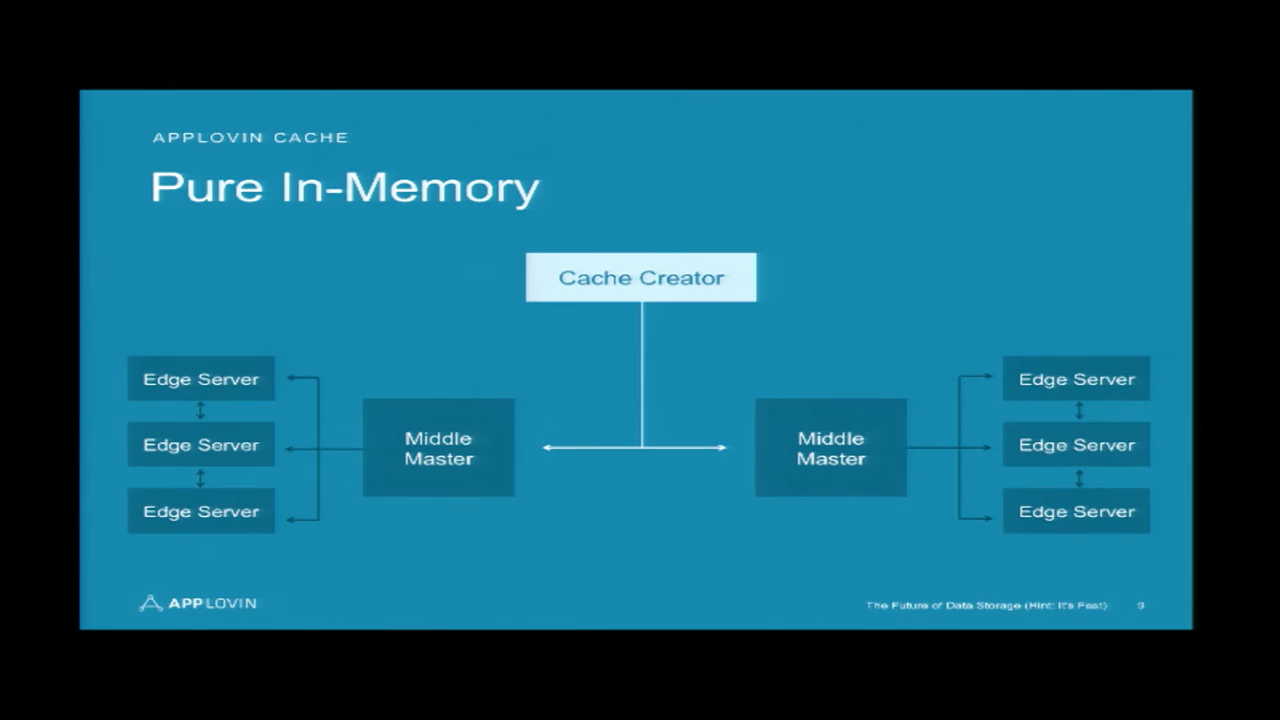 APPLOVIN CACHE
Pure In-Memory
Cache Creator
Edge Server
Edge Server
Edge Server
Middle
Master
Middle
Master
Edge Server
Edge Server
Edge Server
APPLOVIN
The Future of Data Storage (Hint: It's Fast)
9